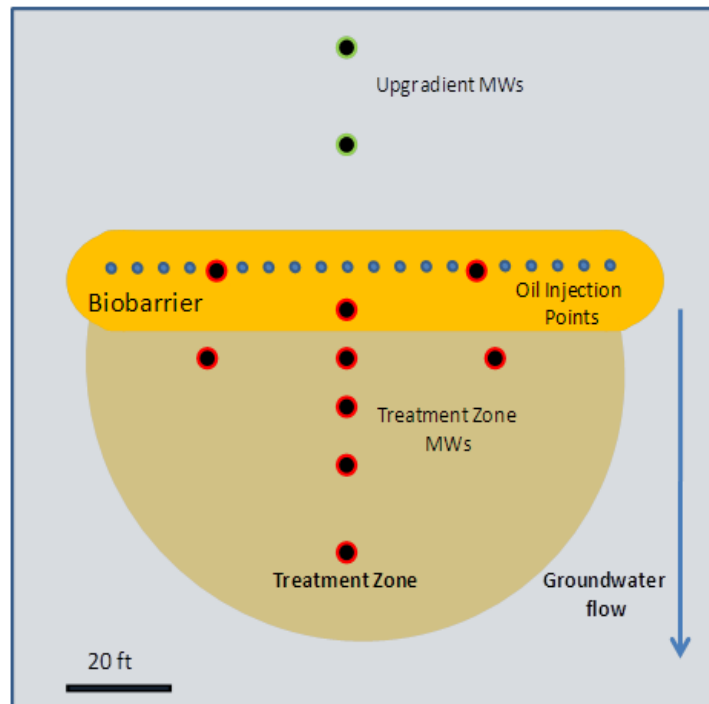 Upgradient MWs
Biobarrier
Oil Injection
Points
Treatment Zone
MWs
Treatment Zone
Groundwater
flow
20 ft